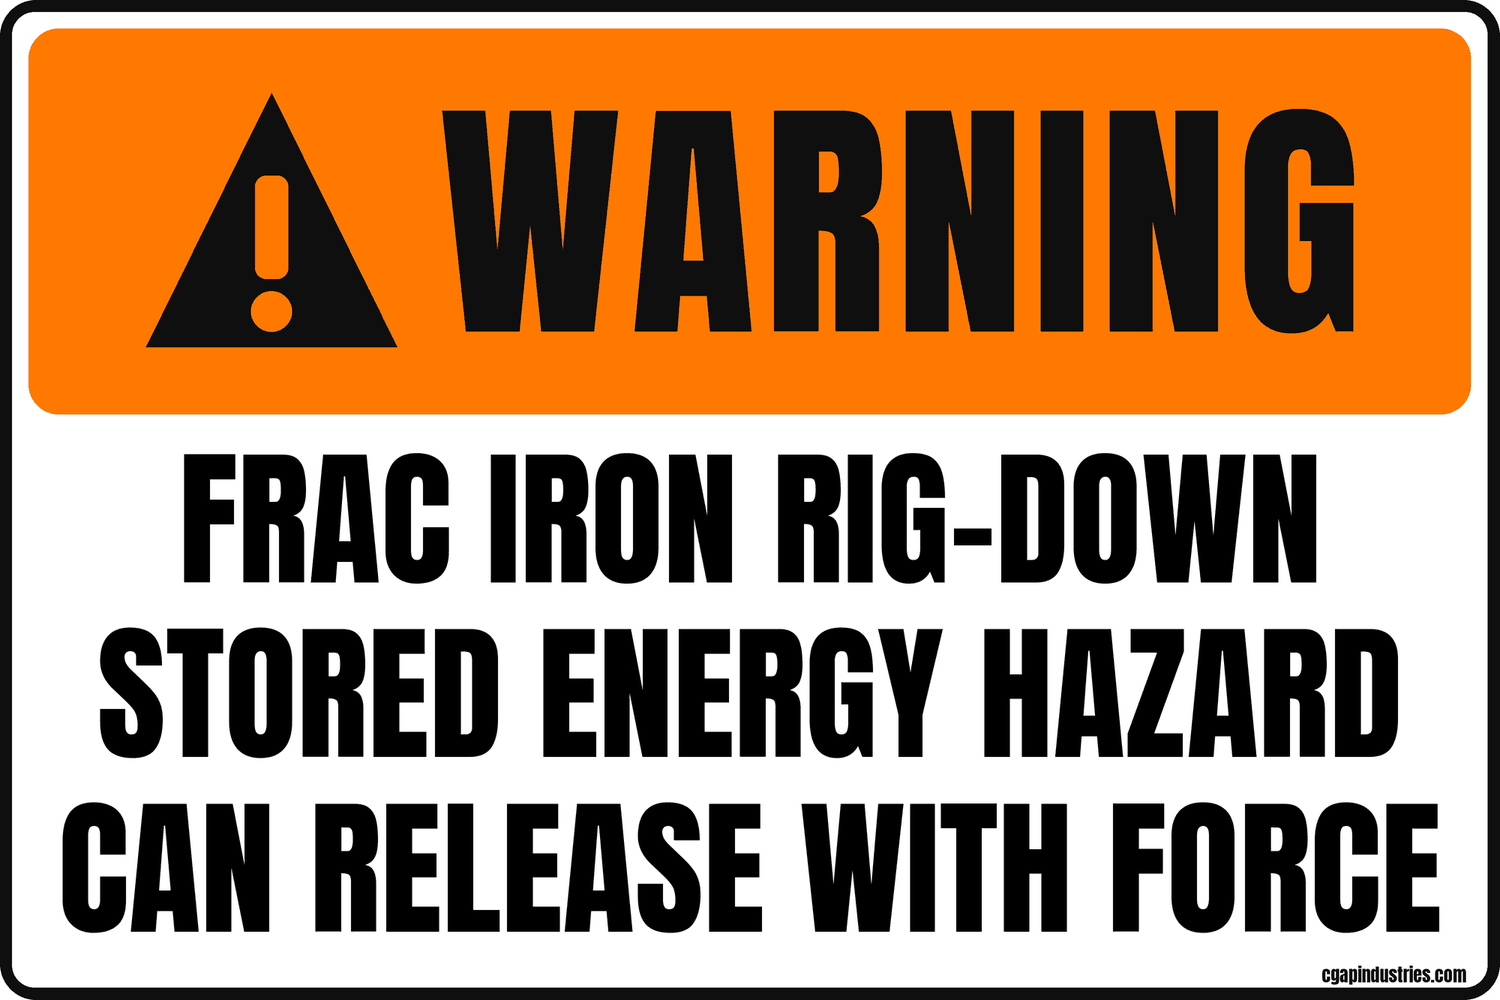 WARNING
FRAC IRON RIG-DOWN
STORED ENERGY HAZARD
CAN RELEASE WITH FORCE
cgapindustries.com